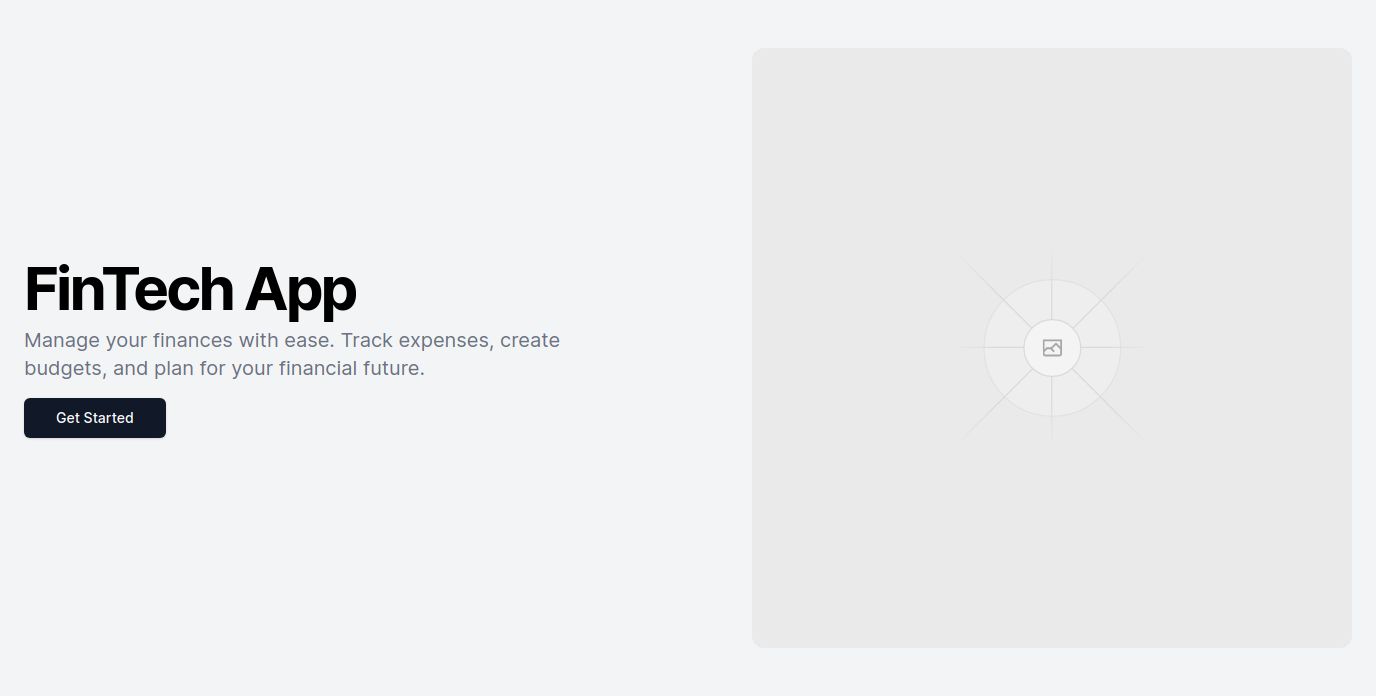 FinTech App
Manage your finances with ease. Track expenses, create
budgets, and plan for your financial future.
Get Started